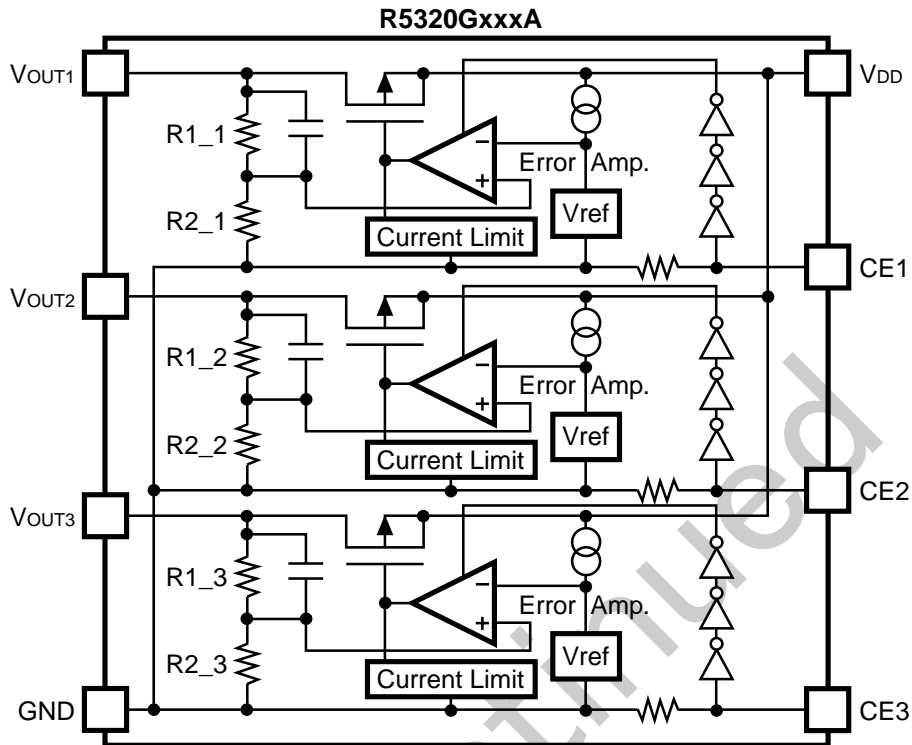 R5320GxxxA
VOUT1
VDD
R1_1
−
Error Amp.
+
R2_1
Vref
Current Limit
CE1
VOUT2
R1_2
−
Error Amp.
+
R2_2
Vref
Current Limit
CE2
VOUT3
R1_3
−
Error Amp.
+
R2_3
Vref
Current Limit
GND
CE3
tinued